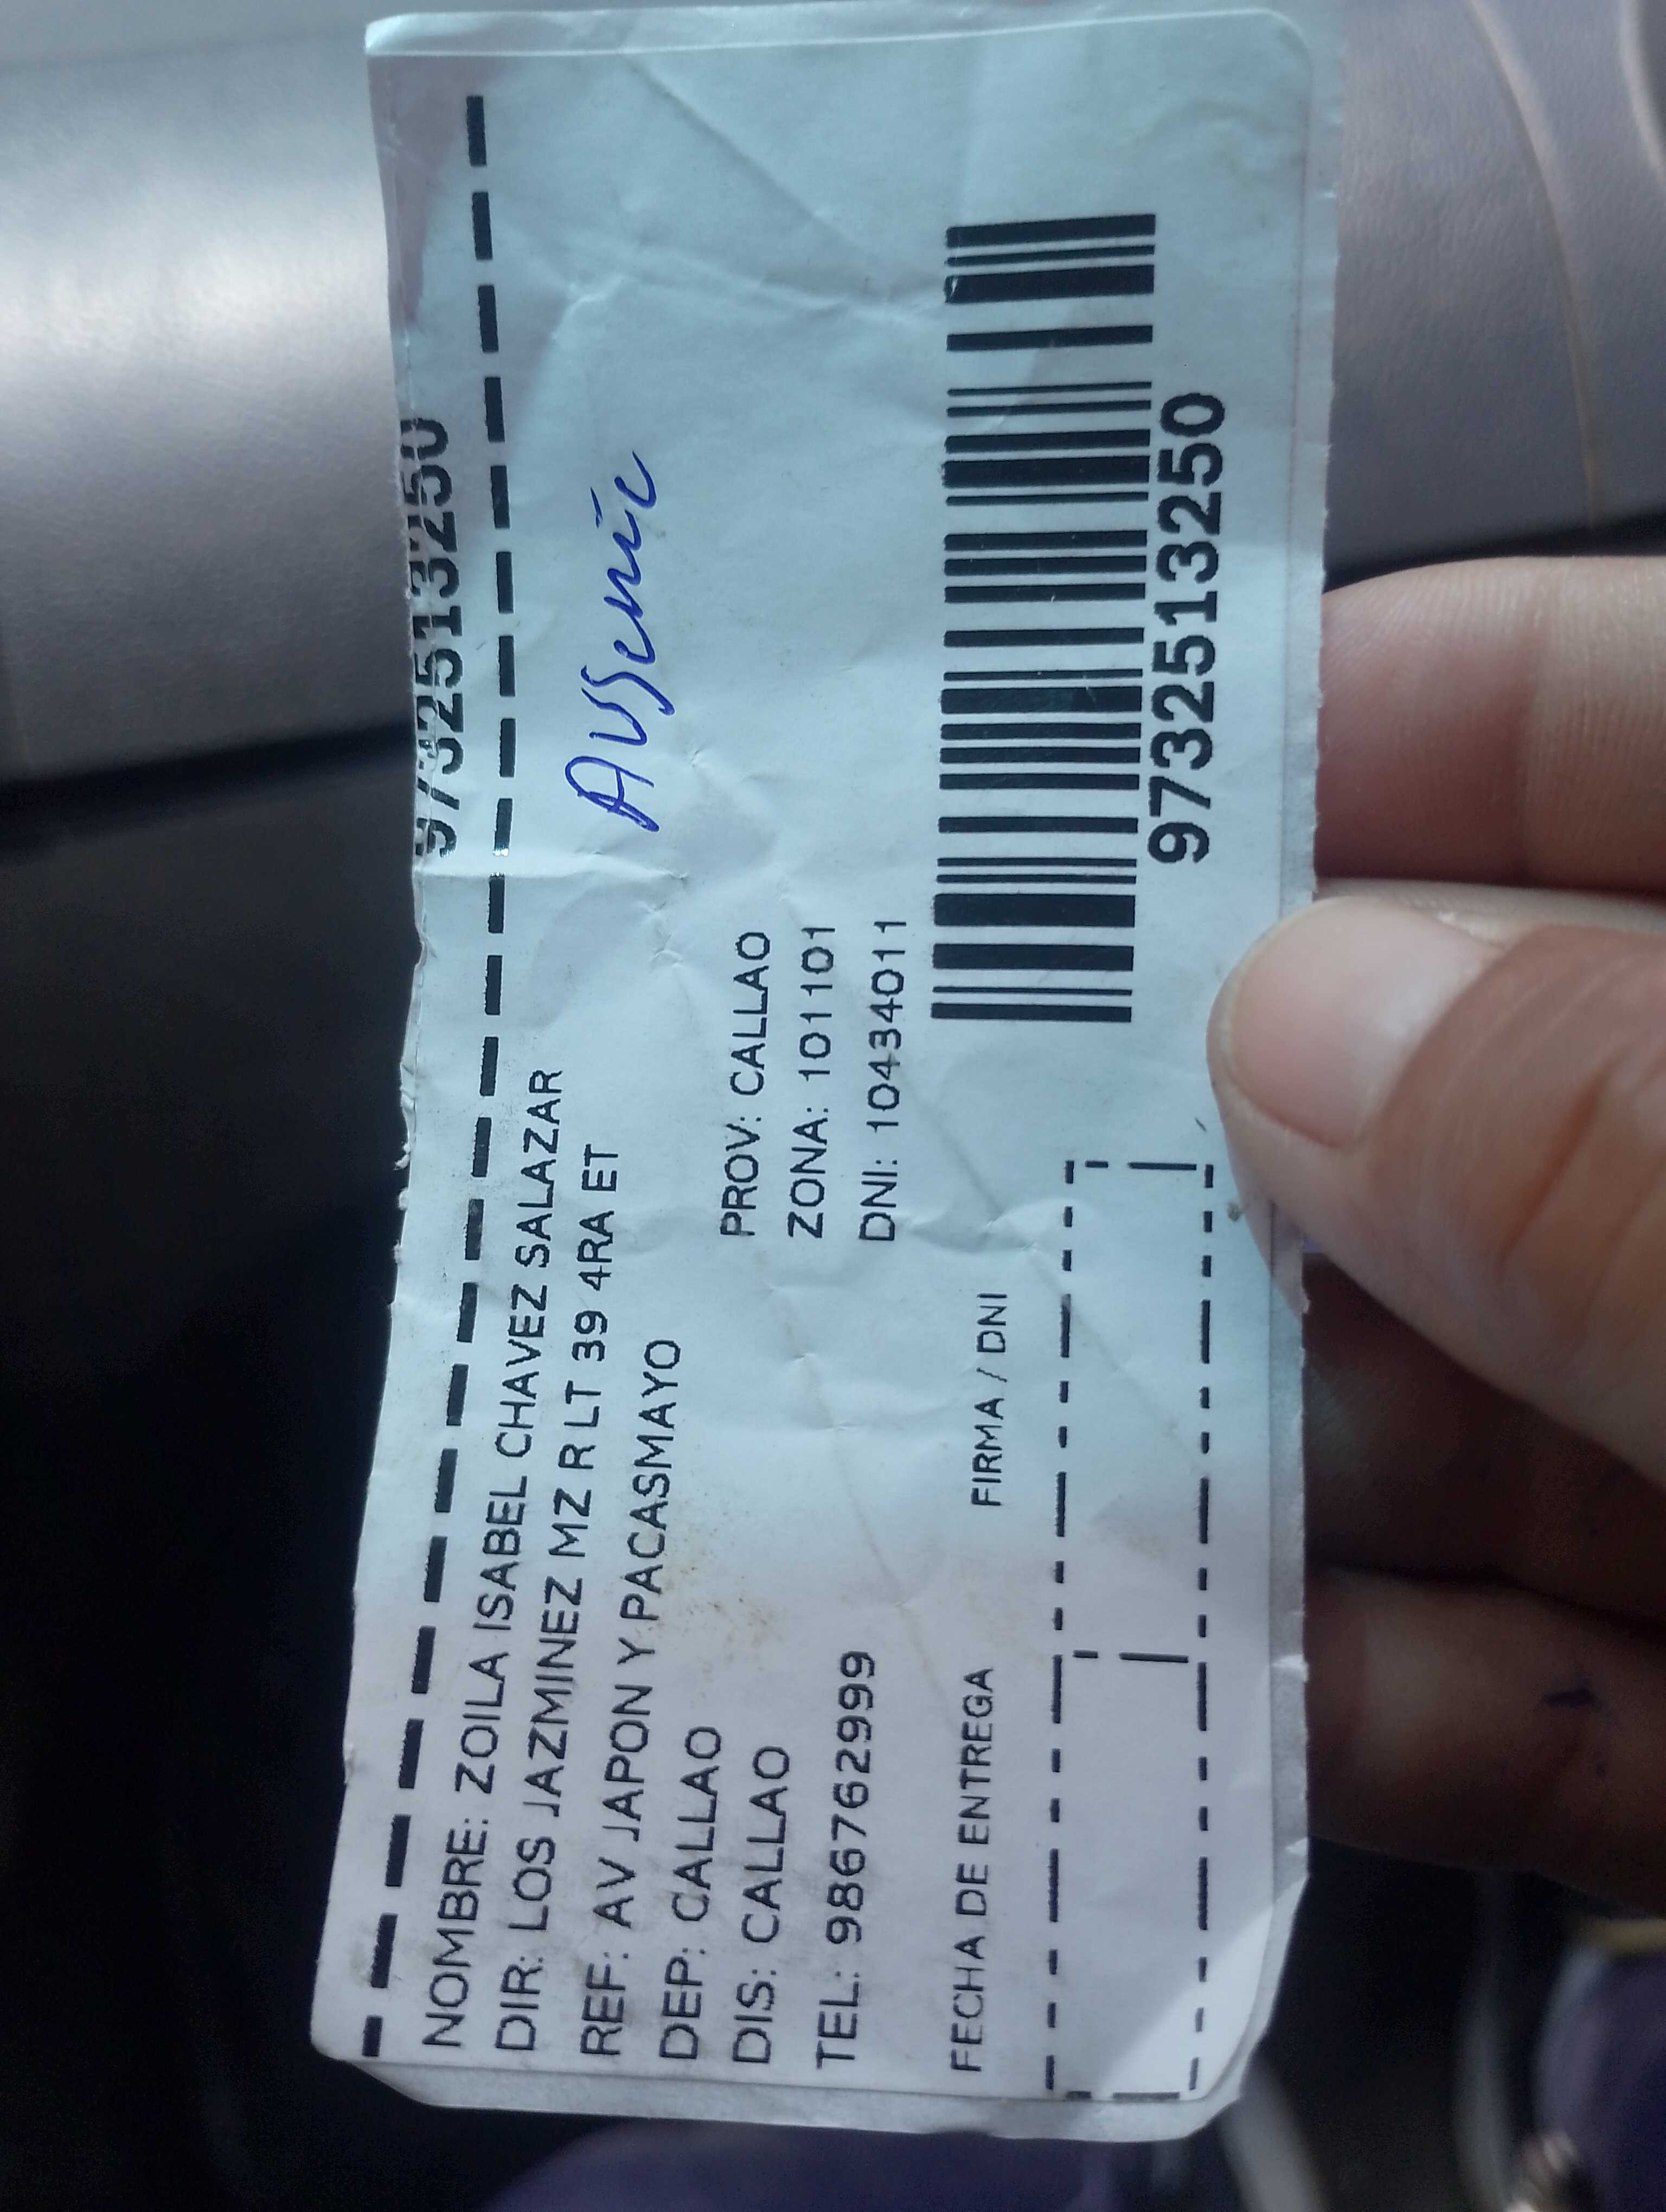 9732513250
NOMBRE: ZOILA ISABEL CHAVEZ SALAZAR
DIR: LOS JAZMINEZ MZ R LT 39 4RA ET
REF: AV JAPON Y PACASMAYO
DEP: CALLAO PROV: CALLAO
DIS: CALLAO ZONA: 101101
TEL: 986762999 DNI: 10434011
FECHA DE ENTREGA FIRMA / DNI
9732513250